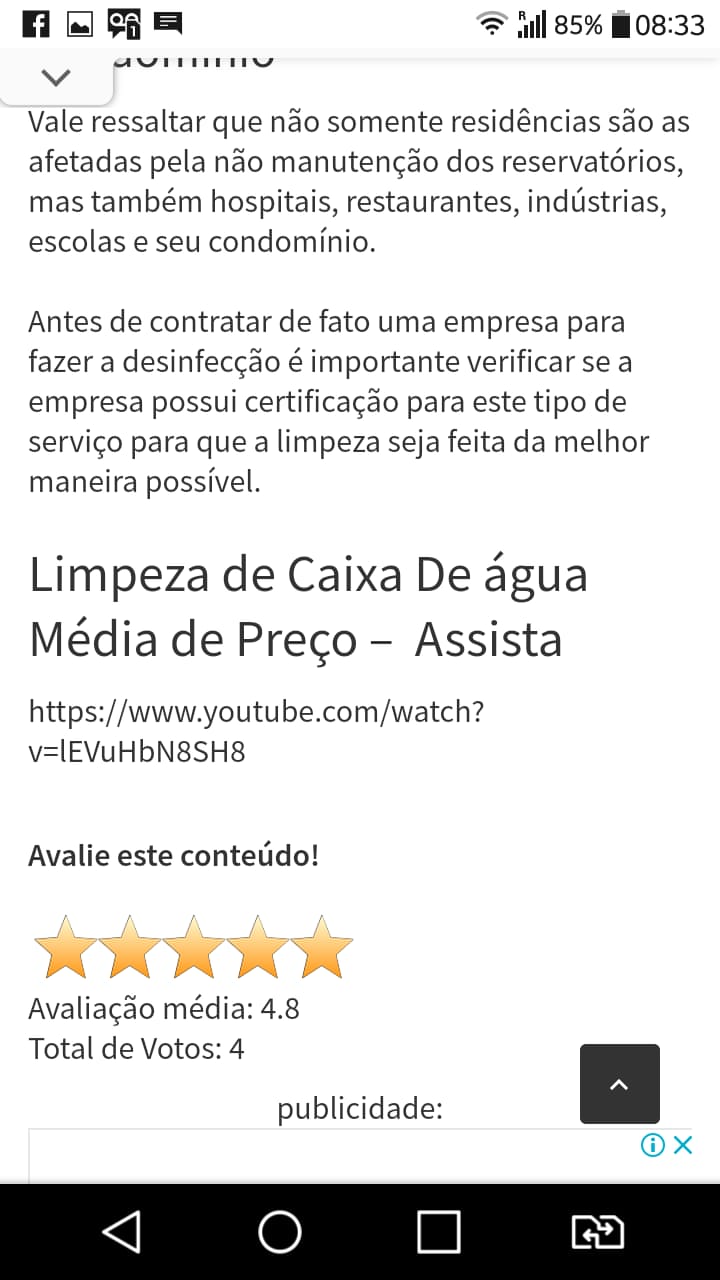 R 85% 08:33
Vale ressaltar que não somente residências são as
afetadas pela não manutenção dos reservatórios,
mas também hospitais, restaurantes, indústrias,
escolas e seu condomínio.
Antes de contratar de fato uma empresa para
fazer a desinfecção é importante verificar se a
empresa possui certificação para este tipo de
serviço para que a limpeza seja feita da melhor
maneira possível.
Limpeza de Caixa De água
Média de Preço – Assista
https://www.youtube.com/watch?
v=lEVuHbN8SH8
Avalie este conteúdo!
Avaliação média: 4.8
Total de Votos: 4
publicidade: